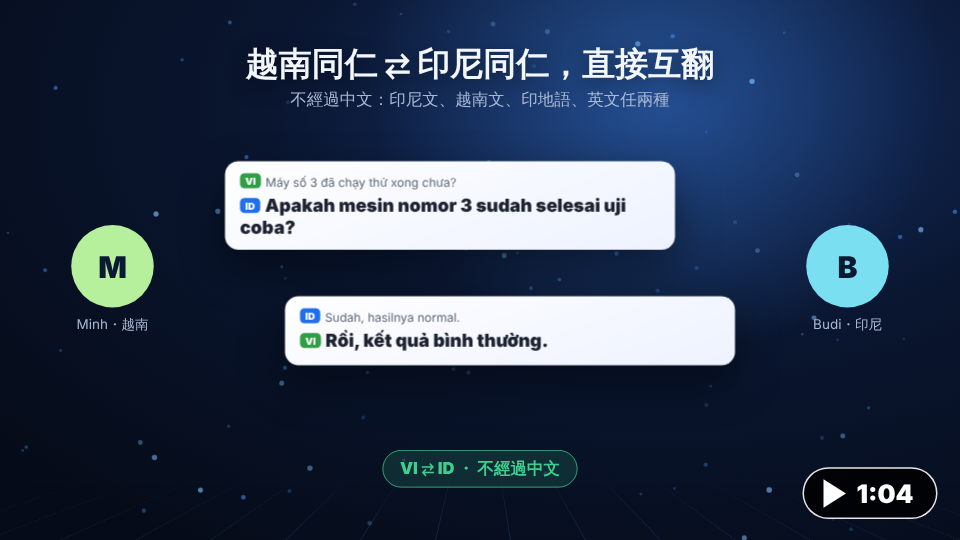 越南同仁 ⇄ 印尼同仁，直接互翻
不經過中文：印尼文、越南文、印地語、英文任兩種
VI Máy số 3 đã chạy thử xong chưa?
ID Apakah mesin nomor 3 sudah selesai uji
coba?
M
Minh · 越南
B
Budi · 印尼
ID Sudah, hasilnya normal.
VI Rồi, kết quả bình thường.
VI ⇄ ID · 不經過中文
1:04